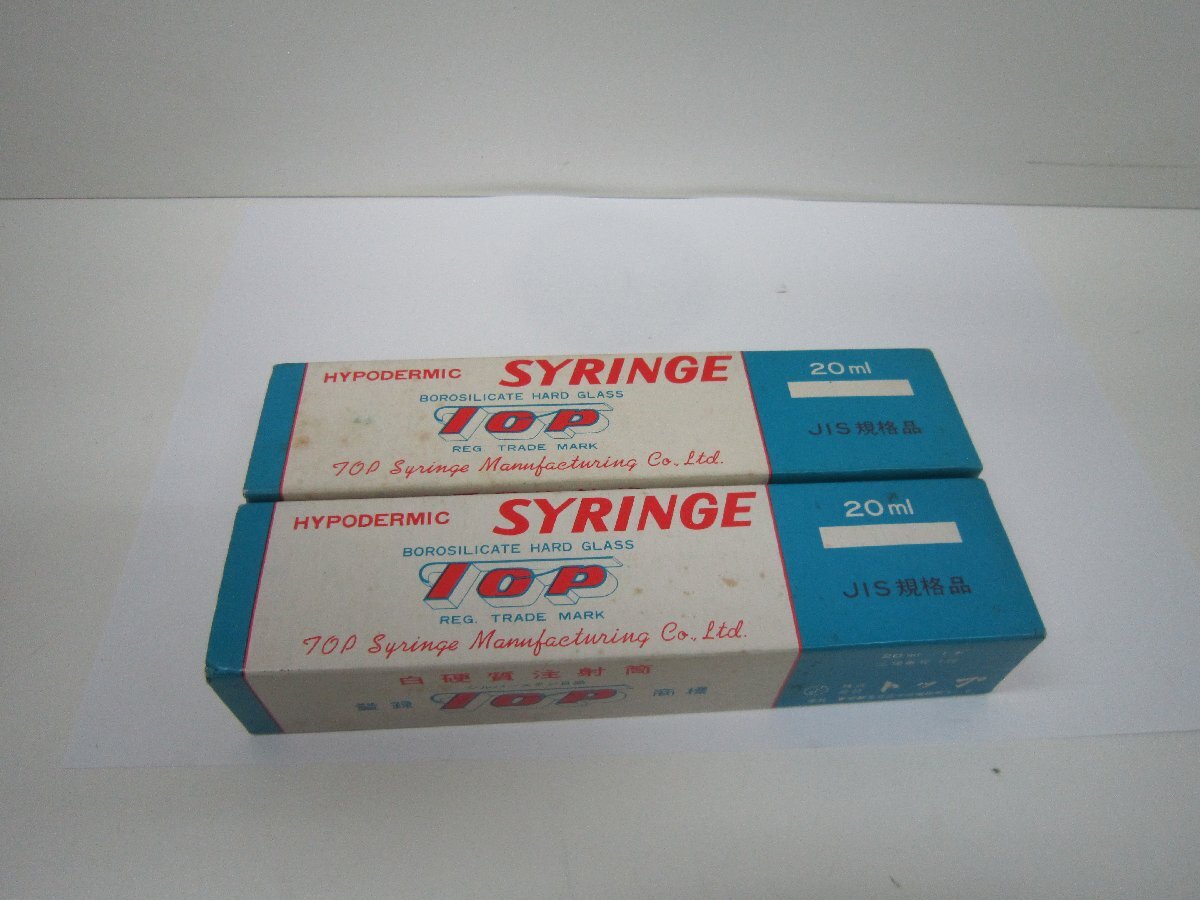 HYPODERMIC SYRINGE
BOROSILICATE HARD GLASS
TOP
REG. TRADE MARK
TOP Syringe Manufacturing Co., Ltd.
20ml
JIS規格品
HYPODERMIC SYRINGE
BOROSILICATE HARD GLASS
TOP
REG. TRADE MARK
TOP Syringe Manufacturing Co., Ltd.
20ml
JIS規格品
白硬質注射筒
登録 TOP 商標
20ml
トップ